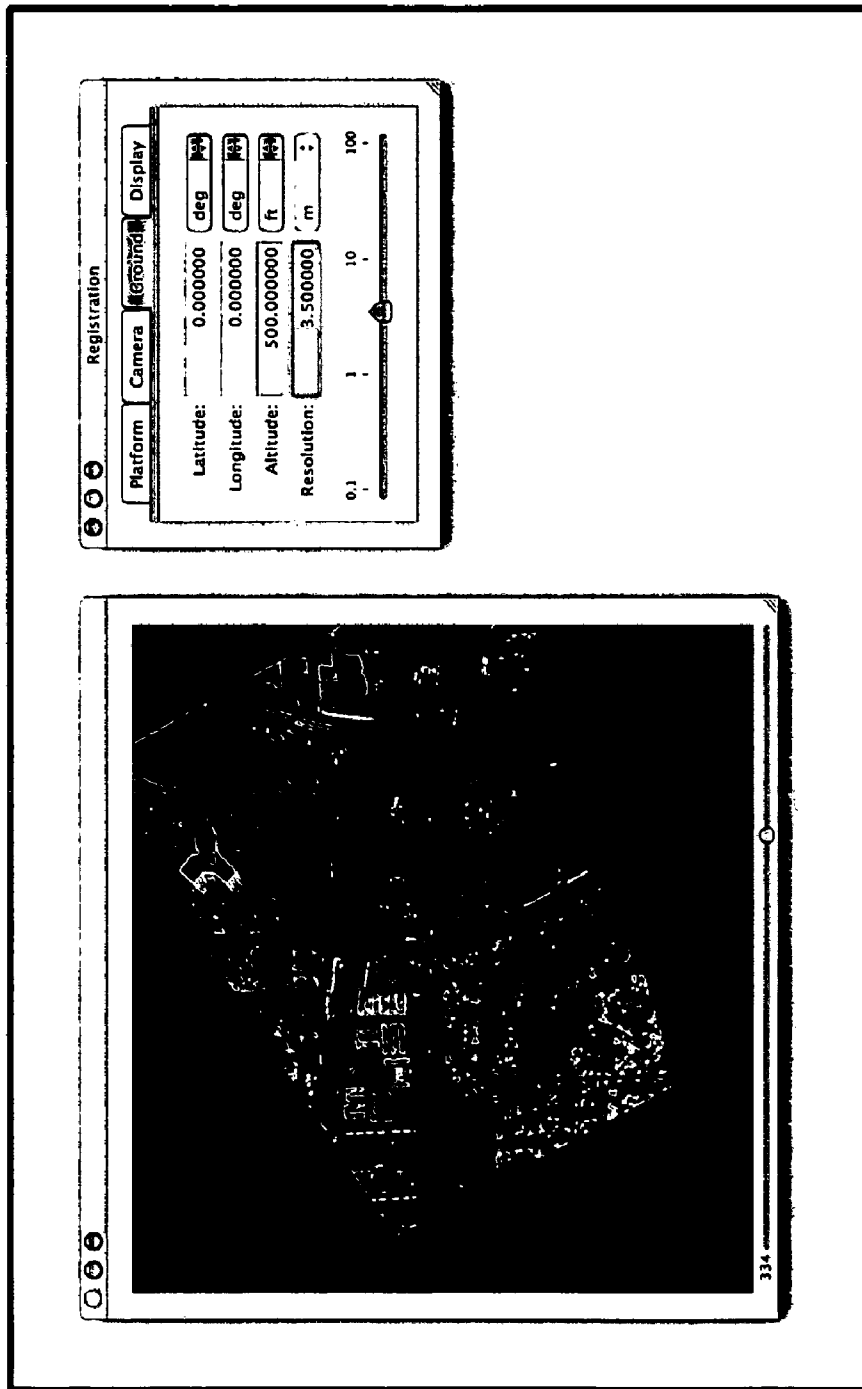 Registration
Platform Camera Ground Display
Latitude: 0.000000 deg
Longitude: 0.000000 deg
Altitude: 500.000000 ft
Resolution: 3.500000 m
0.1 1 10 100
334